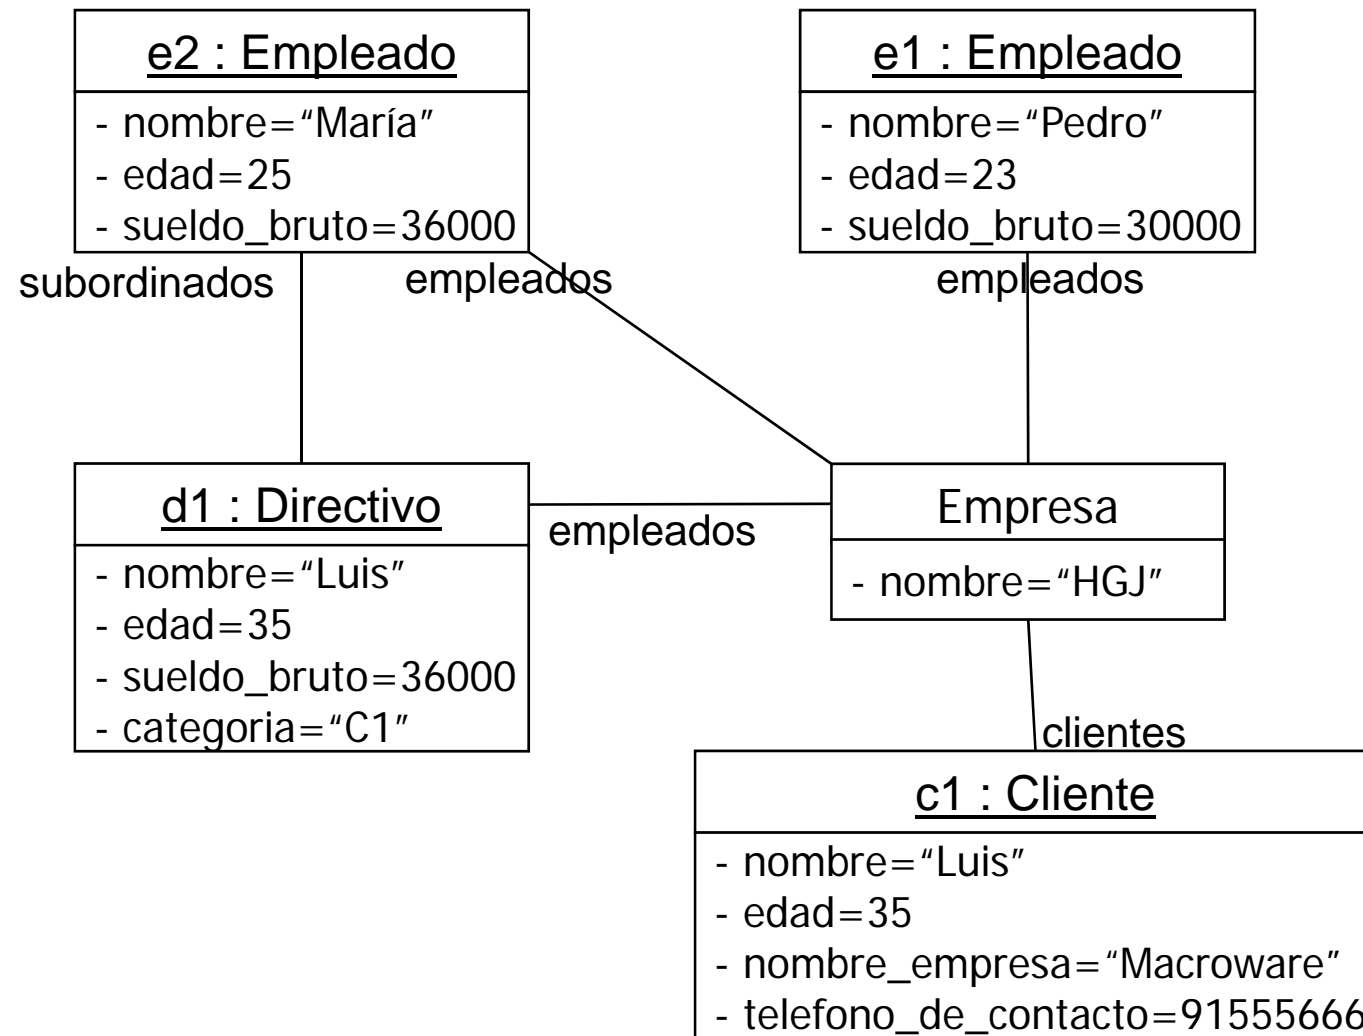 e2 : Empleado
- nombre=“María”
- edad=25
- sueldo_bruto=36000
e1 : Empleado
- nombre=“Pedro”
- edad=23
- sueldo_bruto=30000
subordinados
empleados
empleados
d1 : Directivo
- nombre=“Luis”
- edad=35
- sueldo_bruto=36000
- categoria=“C1”
empleados
Empresa
- nombre=“HGJ”
clientes
c1 : Cliente
- nombre=“Luis”
- edad=35
- nombre_empresa=“Macroware”
- telefono_de_contacto=91555666